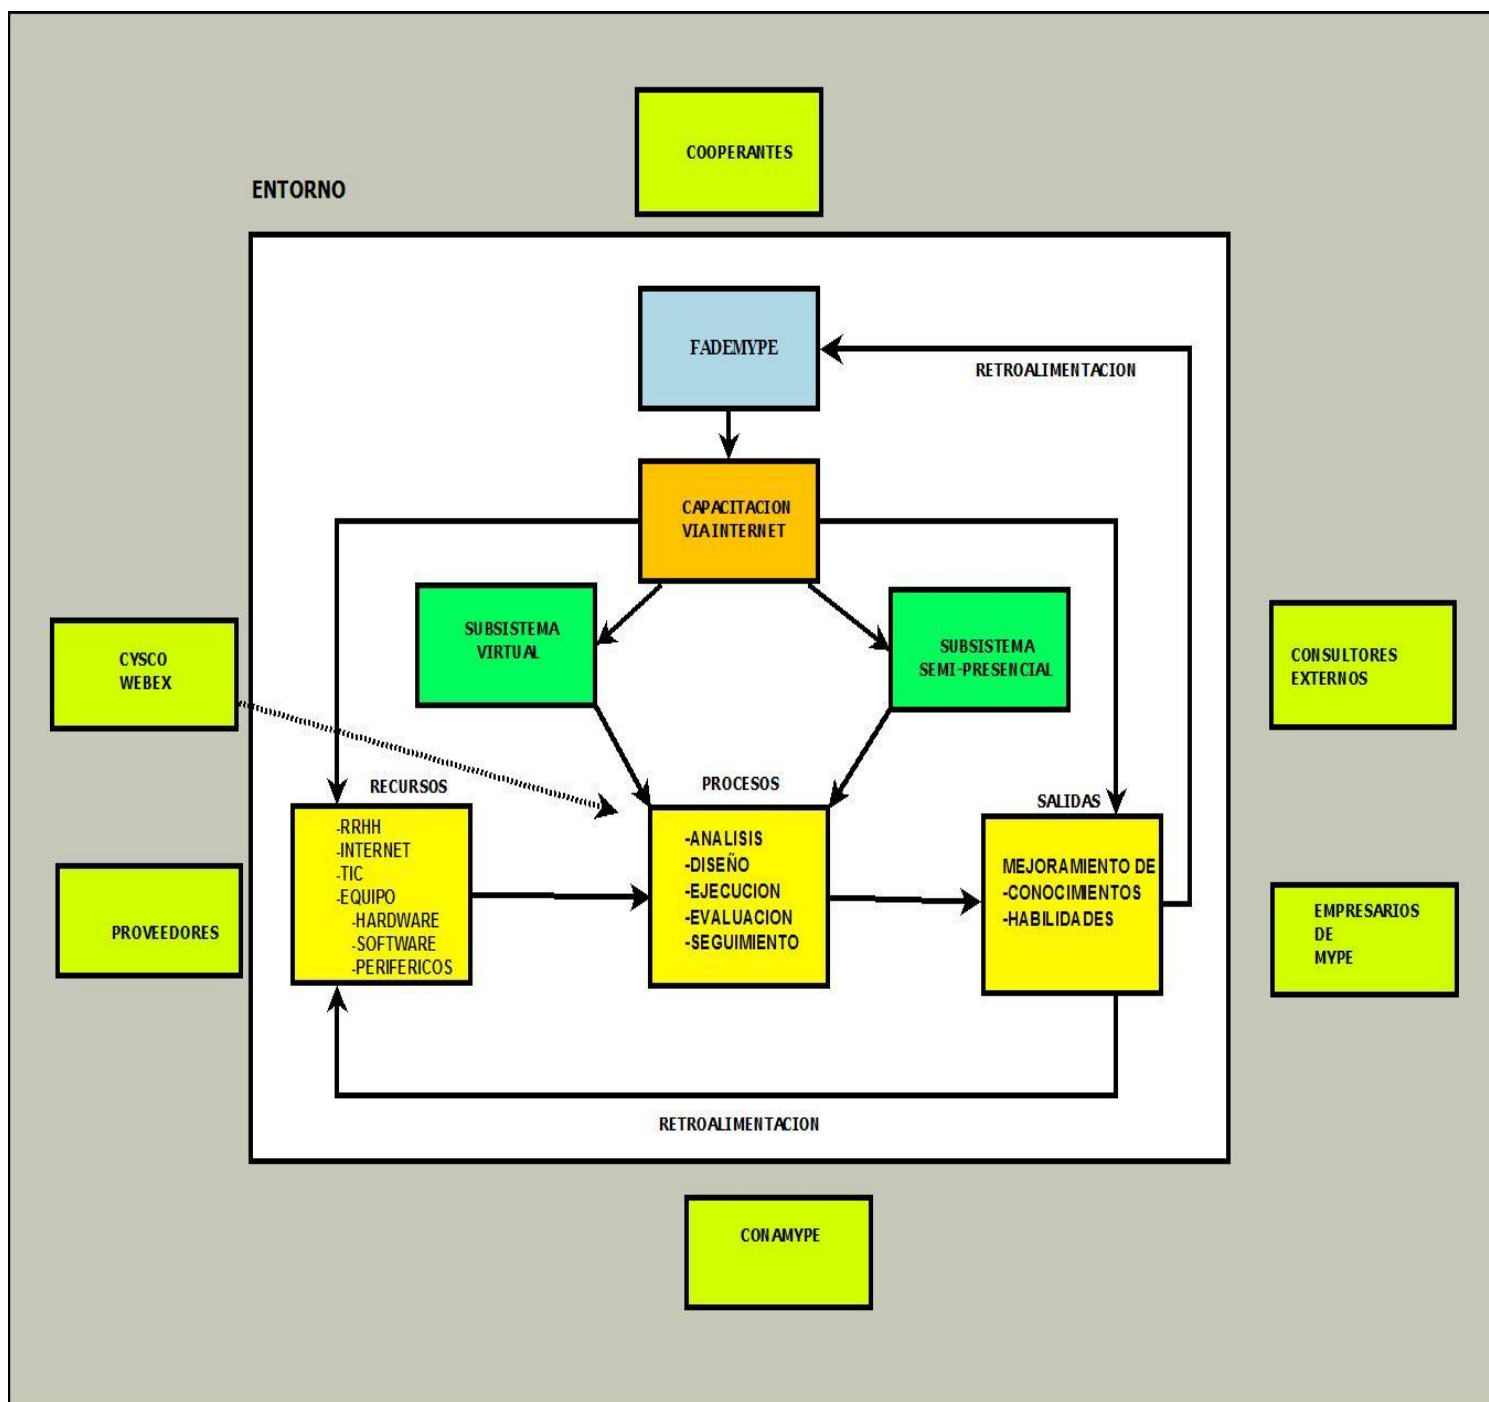 COOPERANTES
ENTORNO
FADEMYPE
RETROALIMENTACION
CAPACITACION
VIA INTERNET
SUBSISTEMA
VIRTUAL
SUBSISTEMA
SEMI-PRESENCIAL
CYSCO
WEBEX
CONSULTORES
EXTERNOS
RECURSOS
-RRHH
-INTERNET
-TIC
-EQUIPO
-HARDWARE
-SOFTWARE
-PERIFERICOS
PROCESOS
-ANALISIS
-DISEÑO
-EJECUCION
-EVALUACION
-SEGUIMIENTO
SALIDAS
MEJORAMIENTO DE
-CONOCIMIENTOS
-HABILIDADES
PROVEEDORES
EMPRESARIOS
DE
MYPE
RETROALIMENTACION
CONAMYPE